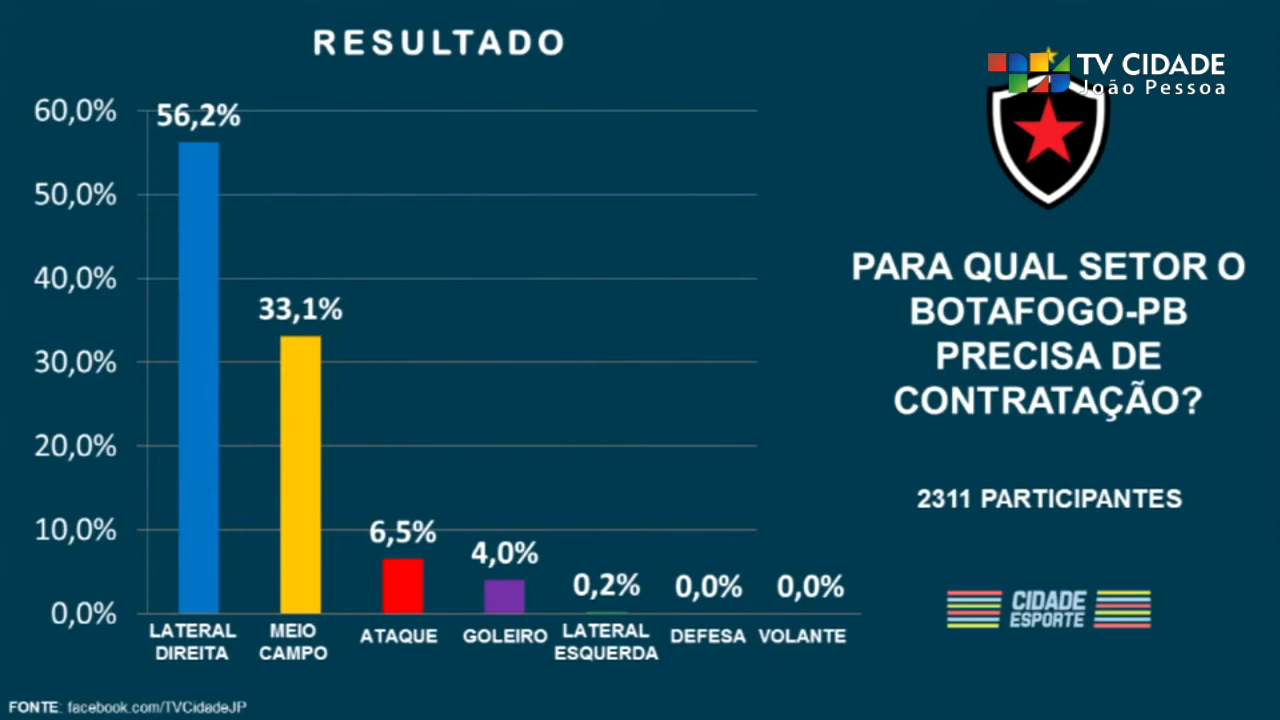 RESULTADO
TV CIDADE
João Pessoa
60,0%
50,0%
40,0%
30,0%
20,0%
10,0%
0,0%
56,2%
33,1%
6,5%
4,0%
0,2%
0,0%
0,0%
LATERAL
DIREITA
MEIO
CAMPO
ATAQUE
GOLEIRO
LATERAL
ESQUERDA
DEFESA
VOLANTE
PARA QUAL SETOR O
BOTAFOGO-PB
PRECISA DE
CONTRATAÇÃO?
2311 PARTICIPANTES
CIDADE
ESPORTE
FONTE: facebook.com/TVCidadeJP